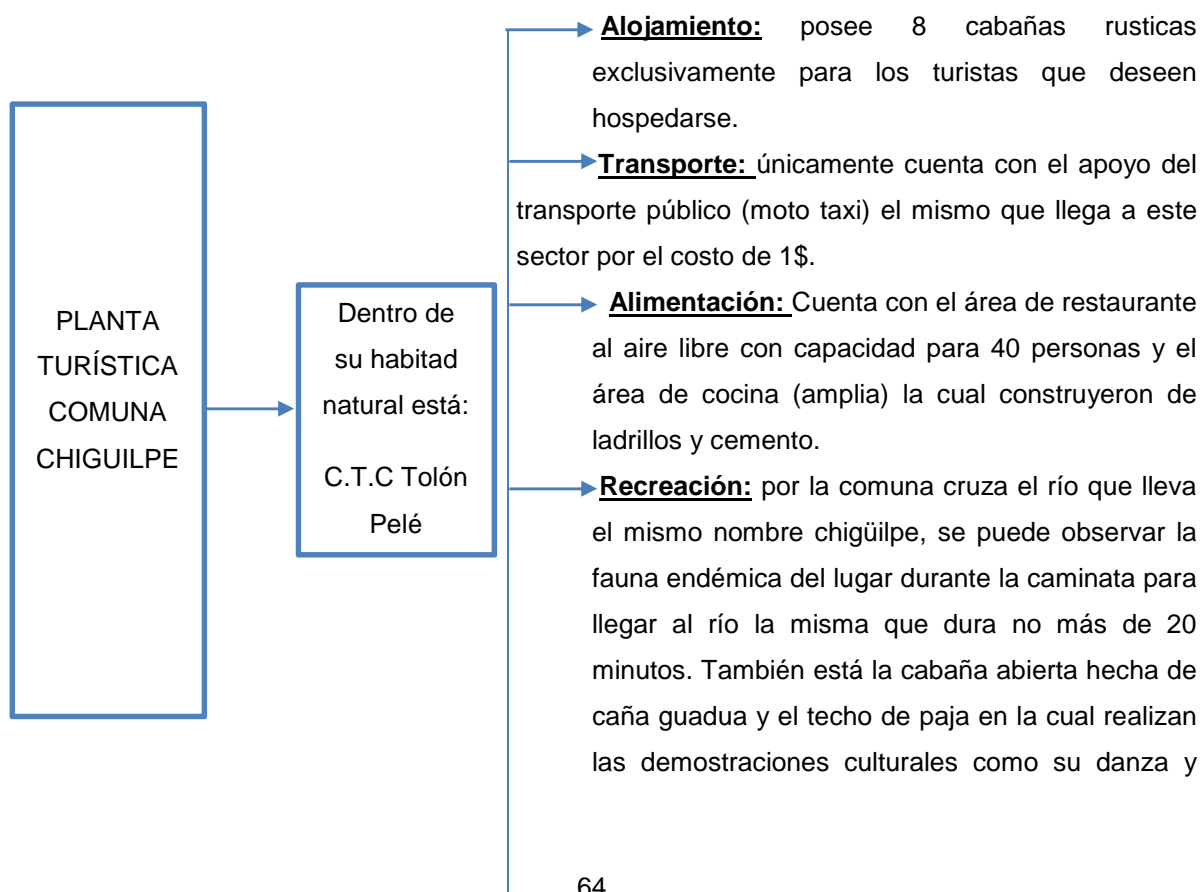 PLANTA
TURÍSTICA
COMUNA
CHIGUILPE
Dentro de
su habitad
natural está:
C.T.C Tolón
Pelé
Alojamiento: posee 8 cabañas rusticas
exclusivamente para los turistas que deseen
hospedarse.
Transporte: únicamente cuenta con el apoyo del
transporte público (moto taxi) el mismo que llega a este
sector por el costo de 1$.
Alimentación: Cuenta con el área de restaurante
al aire libre con capacidad para 40 personas y el
área de cocina (amplia) la cual construyeron de
ladrillos y cemento.
Recreación: por la comuna cruza el río que lleva
el mismo nombre chigüilpe, se puede observar la
fauna endémica del lugar durante la caminata para
llegar al río la misma que dura no más de 20
minutos. También está la cabaña abierta hecha de
caña guadua y el techo de paja en la cual realizan
las demostraciones culturales como su danza y
64